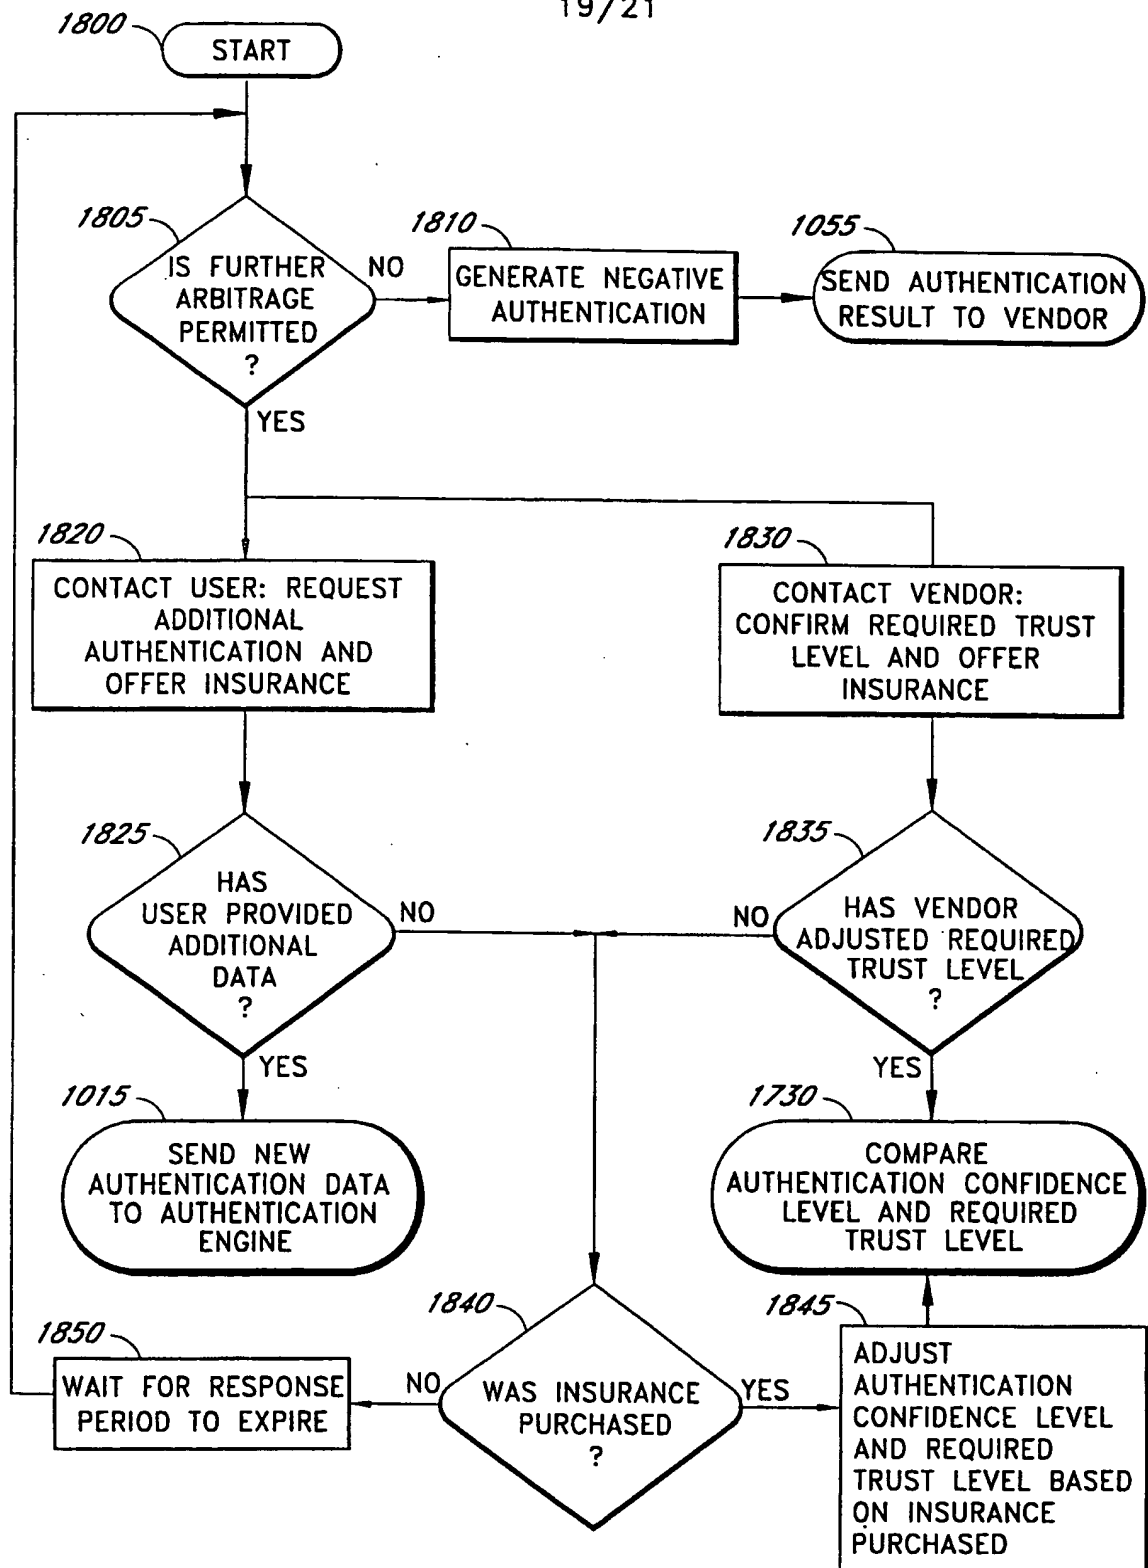 19/21
1800
START
1805
IS FURTHER
ARBITRAGE
PERMITTED
?
NO
YES
1810
GENERATE NEGATIVE
AUTHENTICATION
1055
SEND AUTHENTICATION
RESULT TO VENDOR
1820
CONTACT USER: REQUEST
ADDITIONAL
AUTHENTICATION AND
OFFER INSURANCE
1830
CONTACT VENDOR:
CONFIRM REQUIRED TRUST
LEVEL AND OFFER
INSURANCE
1825
HAS
USER PROVIDED
ADDITIONAL
DATA
?
NO
YES
1835
HAS VENDOR
ADJUSTED REQUIRED
TRUST LEVEL
?
NO
YES
1015
SEND NEW
AUTHENTICATION DATA
TO AUTHENTICATION
ENGINE
1730
COMPARE
AUTHENTICATION CONFIDENCE
LEVEL AND REQUIRED
TRUST LEVEL
1850
WAIT FOR RESPONSE
PERIOD TO EXPIRE
1840
WAS INSURANCE
PURCHASED
?
NO
YES
1845
ADJUST
AUTHENTICATION
CONFIDENCE LEVEL
AND REQUIRED
TRUST LEVEL BASED
ON INSURANCE
PURCHASED